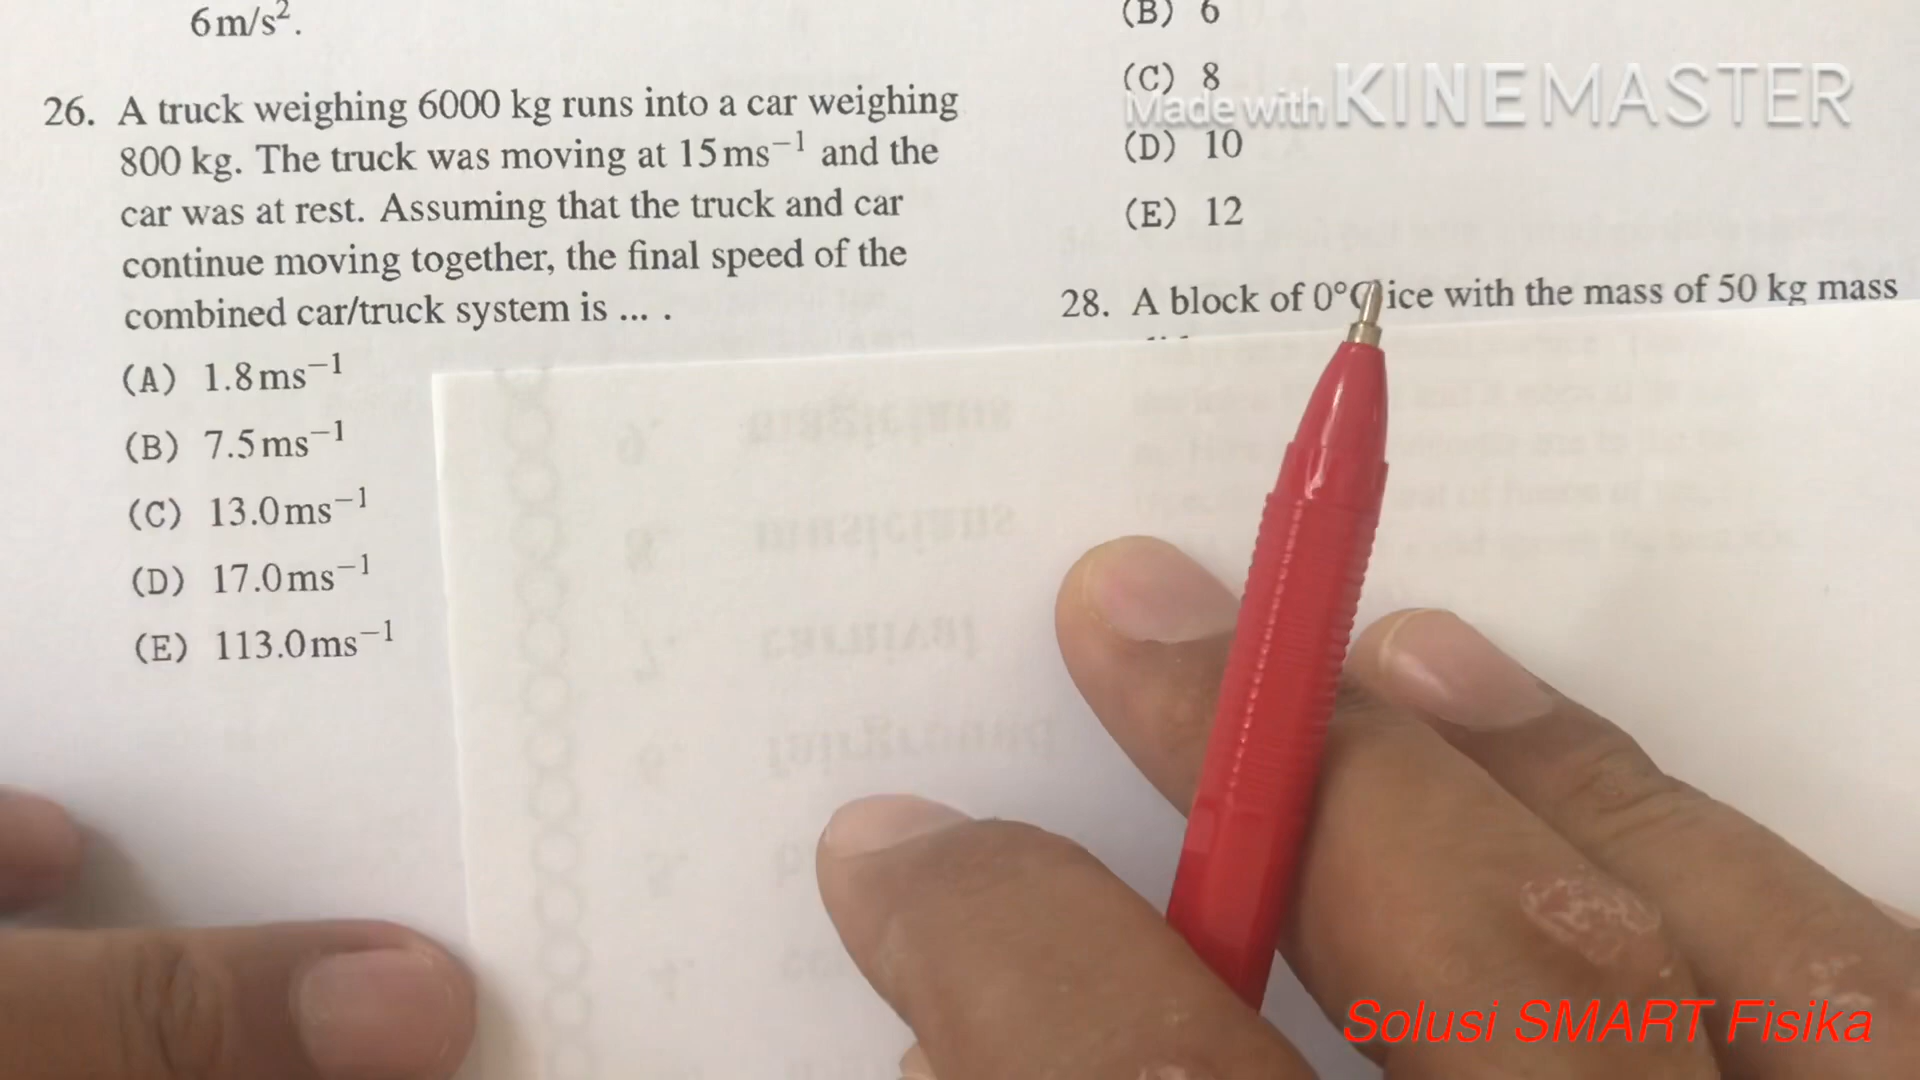 6 m/s².
26. A truck weighing 6000 kg runs into a car weighing
800 kg. The truck was moving at 15 ms⁻¹ and the
car was at rest. Assuming that the truck and car
continue moving together, the final speed of the
combined car/truck system is ... .
(A) 1.8 ms⁻¹
(B) 7.5 ms⁻¹
(C) 13.0 ms⁻¹
(D) 17.0 ms⁻¹
(E) 113.0 ms⁻¹
(B) 6
(C) 8
Made with KINEMASTER
(D) 10
(E) 12
28. A block of 0°C ice with the mass of 50 kg mass
Solusi SMART Fisika